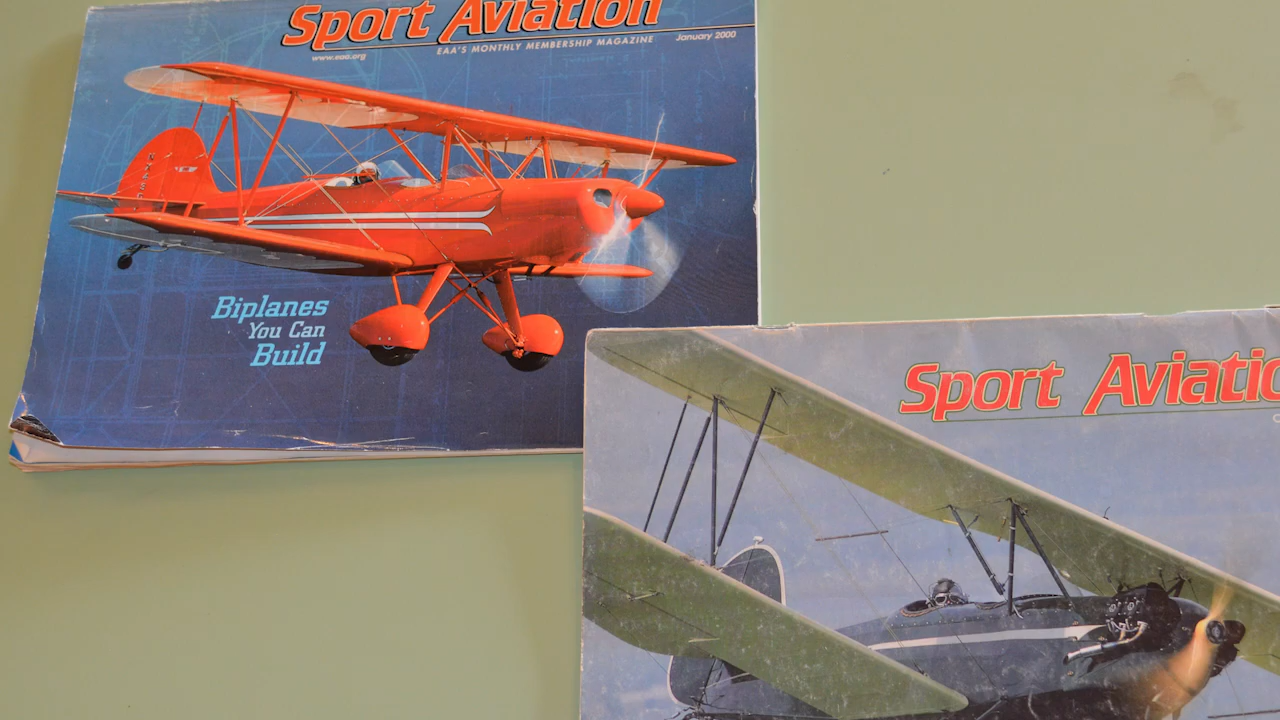 Sport Aviation
EAA'S MONTHLY MEMBERSHIP MAGAZINE
January 2000
www.eaa.org
Biplanes
You Can
Build
Sport Aviatio